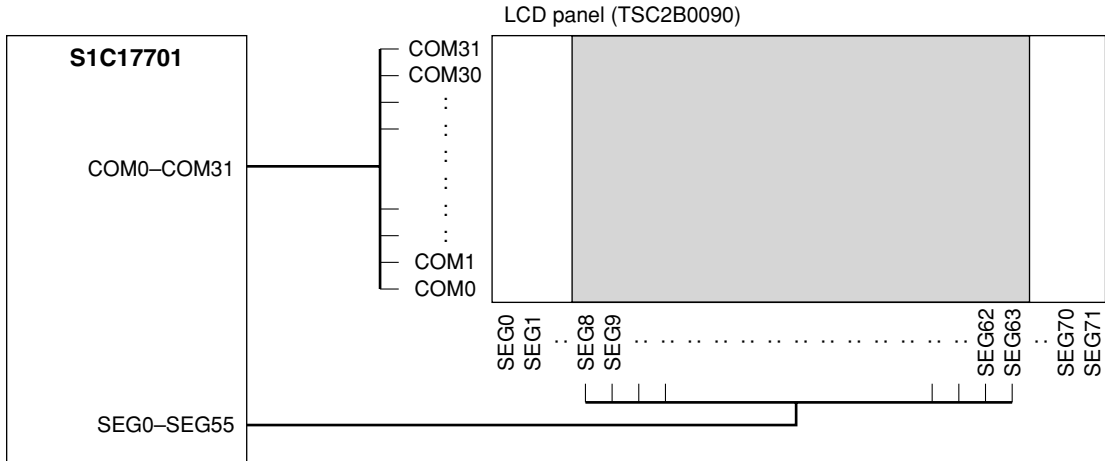 LCD panel (TSC2B0090)
S1C17701
COM31
COM30
COM0–COM31
COM1
COM0
SEG0
SEG1
SEG8
SEG9
SEG62
SEG63
SEG70
SEG71
SEG0–SEG55